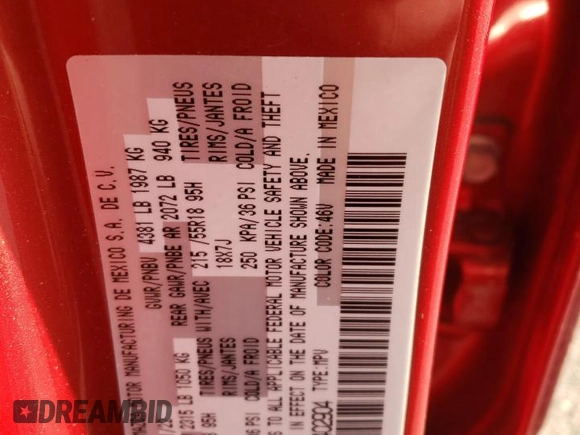 OTOR MANUFACTURING DE MEXICO S.A. DE C.V.
GVWR/PNBV 4381 LB 1987 KG
REAR GAWR/PNBE AR 2072 LB 940 KG
2315 LB 1050 KG
TIRES/PNEUS WITH/AVEC 215 /55R18 95H TIRES/PNEUS
95H
RIMS/JANTES 18X7J RIMS/JANTES
PSI COLD/A FROID 250 KPA/36 PSI COLD/A FROID
TO ALL APPLICABLE FEDERAL MOTOR VEHICLE SAFETY AND THEFT
IN EFFECT ON THE DATE OF MANUFACTURE SHOWN ABOVE.
TYPE:MPV COLOR CODE:46V MADE IN MEXICO
DREAMBID